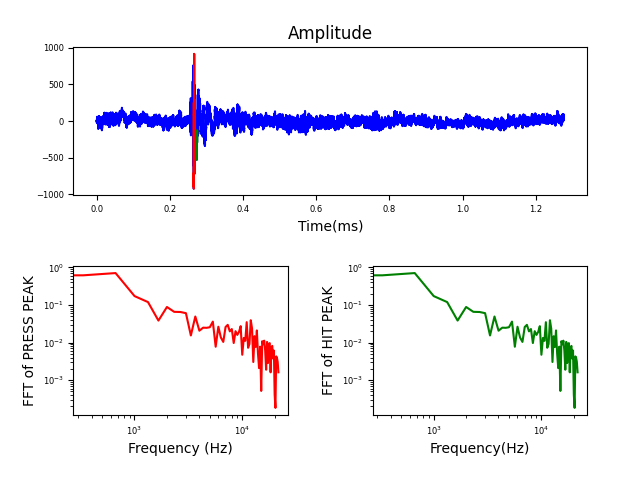 Amplitude
1000
500
0
−500
−1000
0.0 0.2 0.4 0.6 0.8 1.0 1.2
Time(ms)
FFT of PRESS PEAK
10⁰
10⁻¹
10⁻²
10⁻³
10³ 10⁴
Frequency (Hz)
FFT of HIT PEAK
10⁰
10⁻¹
10⁻²
10⁻³
10³ 10⁴
Frequency(Hz)